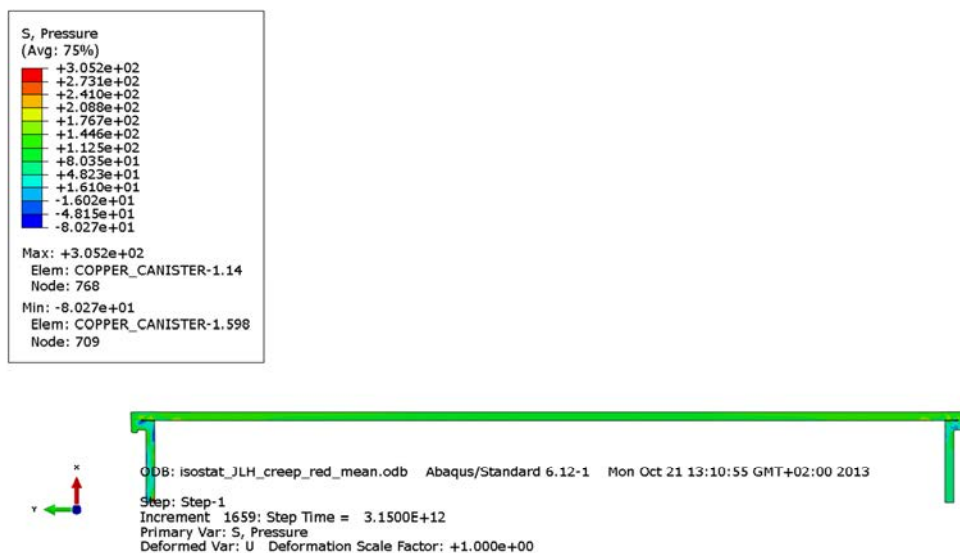 S, Pressure
(Avg: 75%)
+3.052e+02
+2.731e+02
+2.410e+02
+2.088e+02
+1.767e+02
+1.446e+02
+1.125e+02
+8.035e+01
+4.823e+01
+1.610e+01
-1.602e+01
-4.815e+01
-8.027e+01
Max: +3.052e+02
Elem: COPPER_CANISTER-1.14
Node: 768
Min: -8.027e+01
Elem: COPPER_CANISTER-1.598
Node: 709
X
Y
ODB: isostat_JLH_creep_red_mean.odb Abaqus/Standard 6.12-1 Mon Oct 21 13:10:55 GMT+02:00 2013
Step: Step-1
Increment 1659: Step Time = 3.1500E+12
Primary Var: S, Pressure
Deformed Var: U Deformation Scale Factor: +1.000e+00